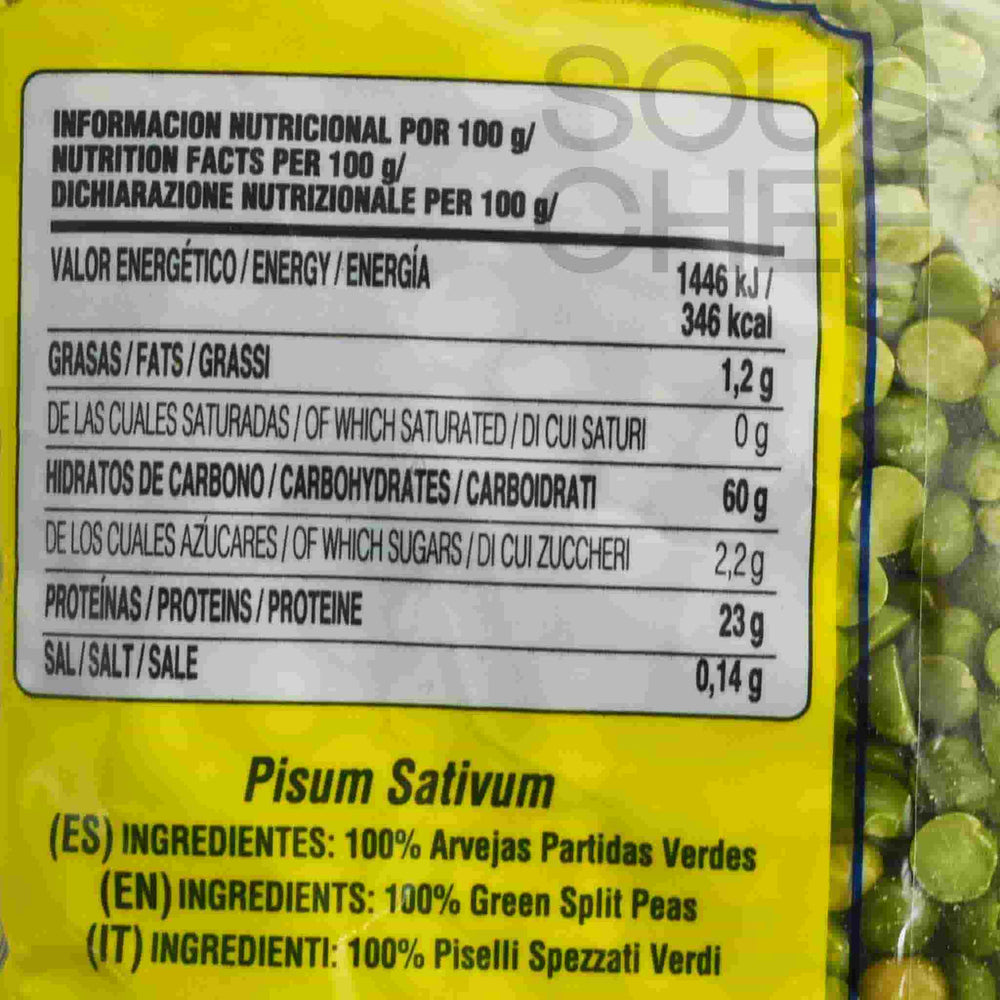 SOUS
CHEF
INFORMACION NUTRICIONAL POR 100 g/
NUTRITION FACTS PER 100 g/
DICHIARAZIONE NUTRIZIONALE PER 100 g/
VALOR ENERGÉTICO / ENERGY / ENERGÍA 1446 kJ /
346 kcal
GRASAS / FATS / GRASSI 1,2 g
DE LAS CUALES SATURADAS / OF WHICH SATURATED / DI CUI SATURI 0 g
HIDRATOS DE CARBONO / CARBOHYDRATES / CARBOIDRATI 60 g
DE LOS CUALES AZÚCARES / OF WHICH SUGARS / DI CUI ZUCCHERI 2,2 g
PROTEÍNAS / PROTEINS / PROTEINE 23 g
SAL / SALT / SALE 0,14 g
Pisum Sativum
(ES) INGREDIENTES: 100% Arvejas Partidas Verdes
(EN) INGREDIENTS: 100% Green Split Peas
(IT) INGREDIENTI: 100% Piselli Spezzati Verdi